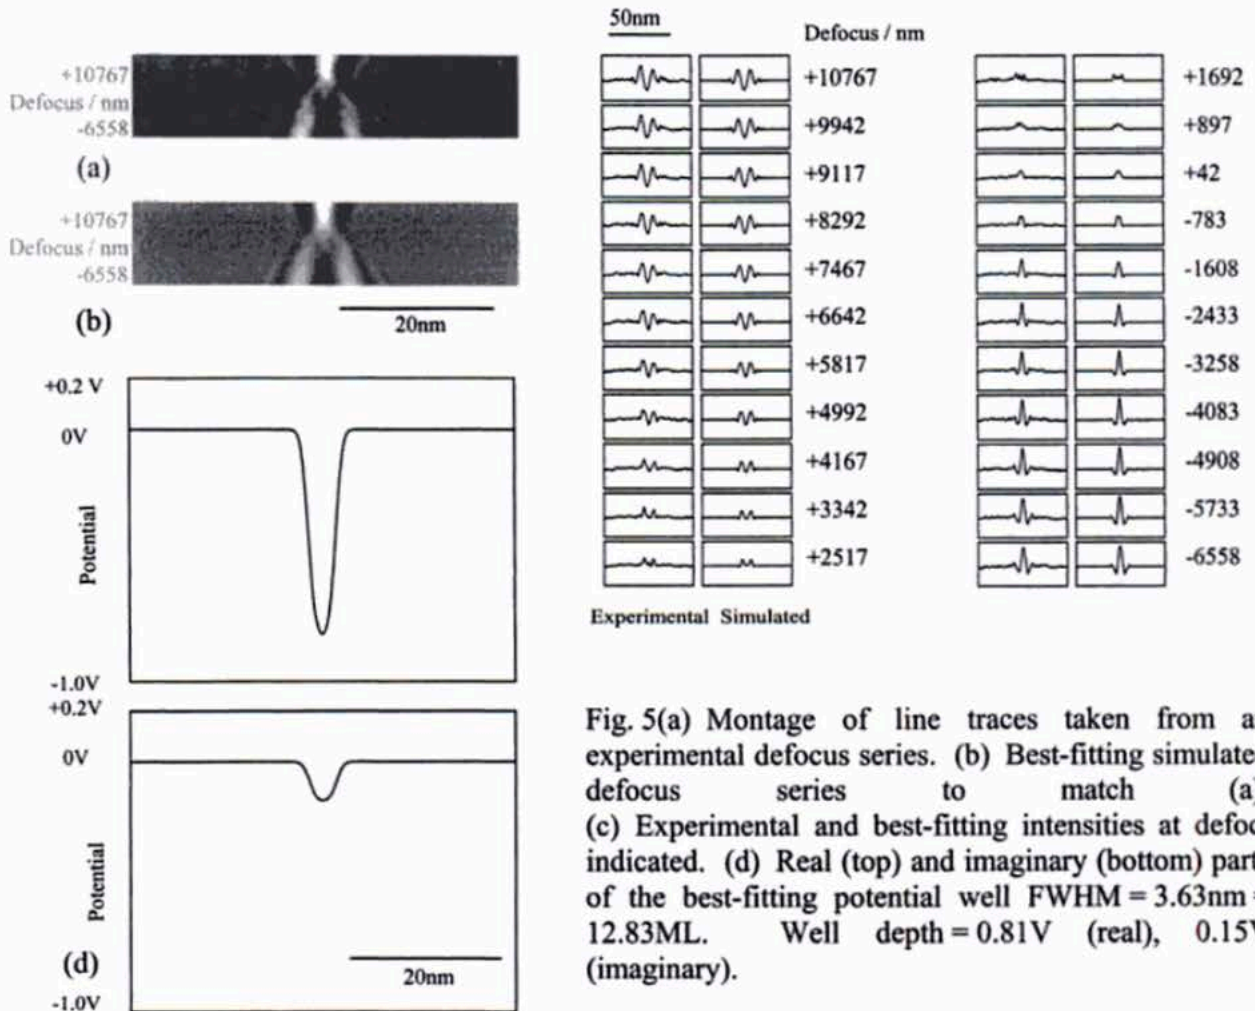 +10767
Defocus / nm
-6558
(a)
+10767
Defocus / nm
-6558
(b)
20nm
+0.2 V
0V
Potential
-1.0V
+0.2V
0V
Potential
(d)
20nm
-1.0V
50nm
Defocus / nm
+10767
+9942
+9117
+8292
+7467
+6642
+5817
+4992
+4167
+3342
+2517
Experimental Simulated
+1692
+897
+42
-783
-1608
-2433
-3258
-4083
-4908
-5733
-6558
Fig. 5(a) Montage of line traces taken from a
experimental defocus series. (b) Best-fitting simulate
defocus series to match (a
(c) Experimental and best-fitting intensities at defoc
indicated. (d) Real (top) and imaginary (bottom) part
of the best-fitting potential well FWHM = 3.63nm =
12.83ML. Well depth = 0.81V (real), 0.15V
(imaginary).